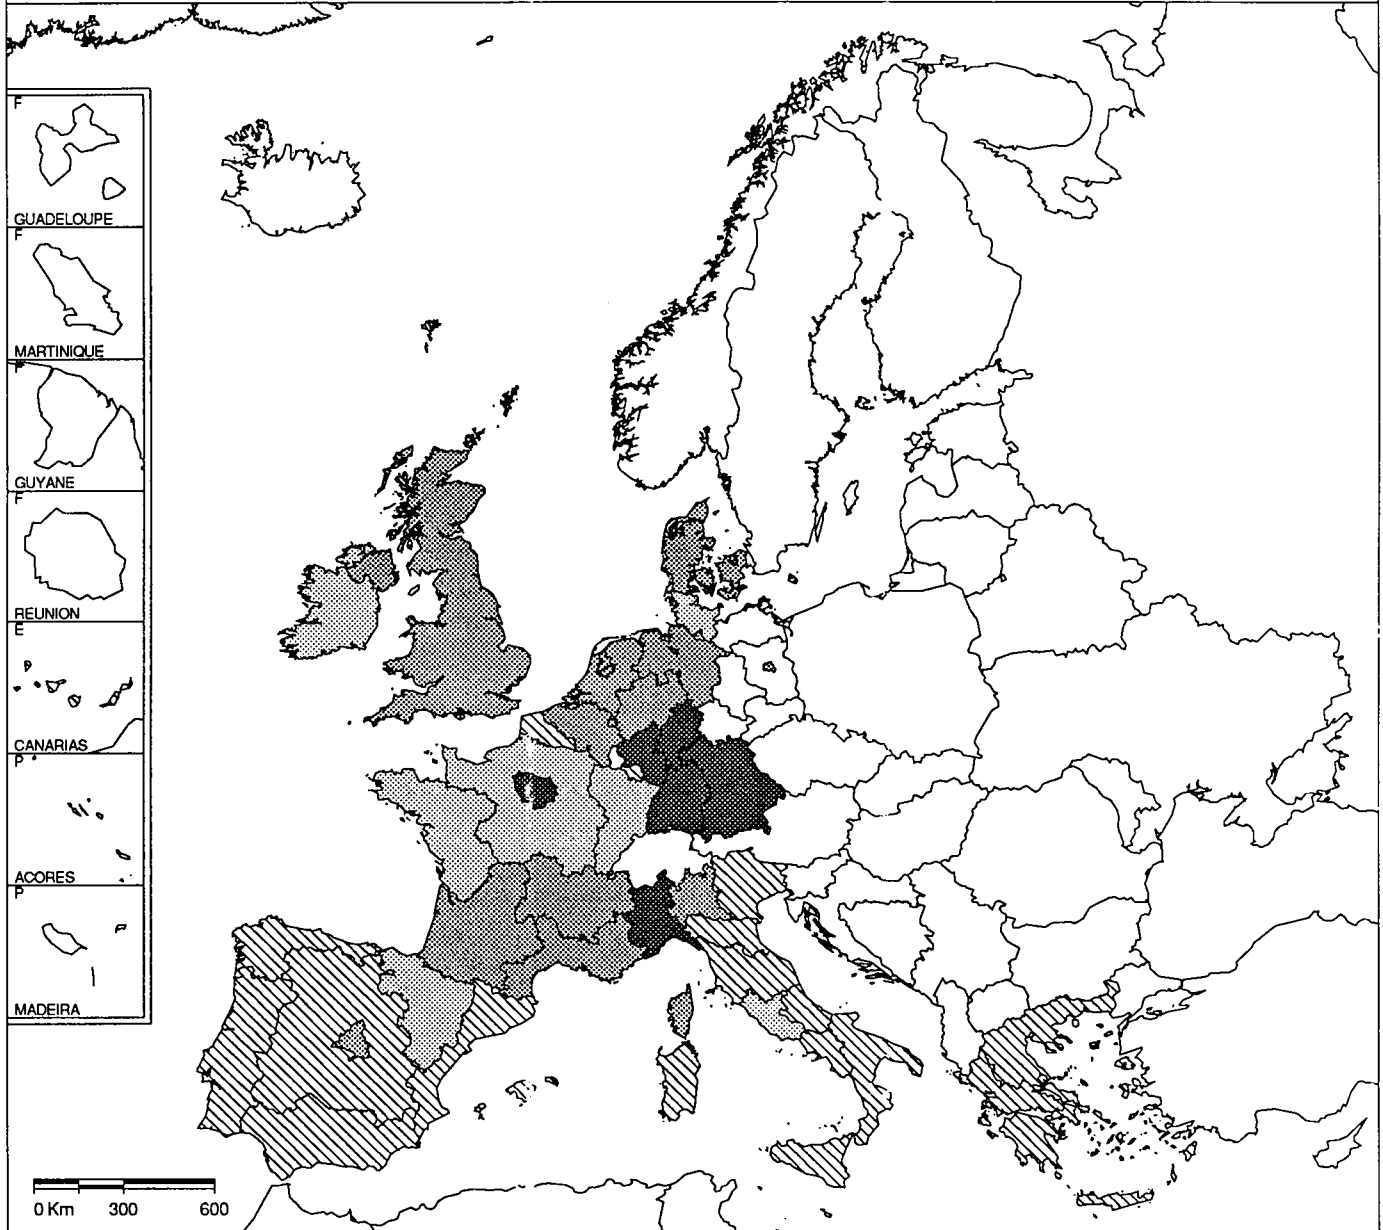 F
GUADELOUPE
F
MARTINIQUE
F
GUYANE
F
REUNION
E
CANARIAS
P
ACORES
P
MADEIRA
0 Km 300 600